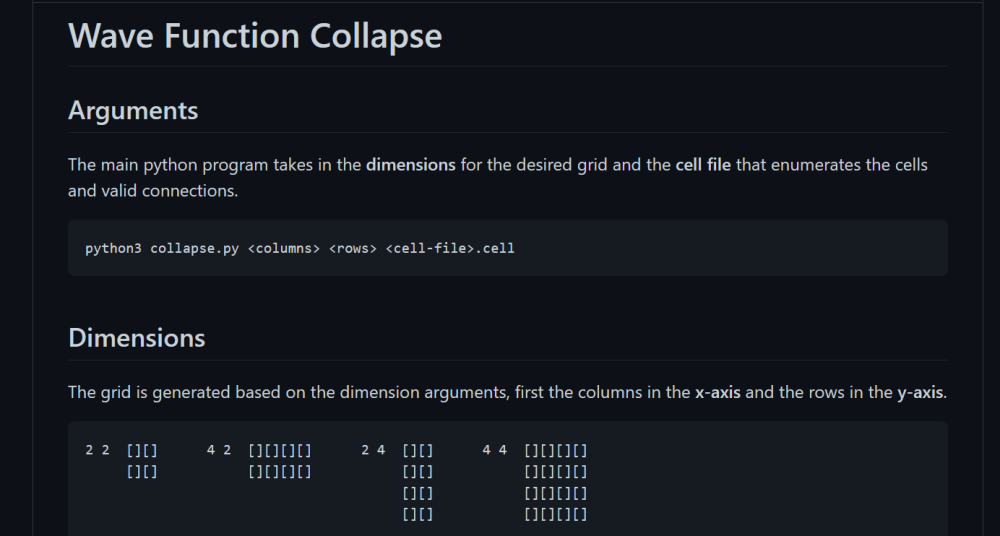 Wave Function Collapse
Arguments
The main python program takes in the dimensions for the desired grid and the cell file that enumerates the cells
and valid connections.
python3 collapse.py <columns> <rows> <cell-file>.cell
Dimensions
The grid is generated based on the dimension arguments, first the columns in the x-axis and the rows in the y-axis.
2 2  [][]      4 2  [][][][]      2 4  [][]      4 4  [][][][]
     [][]           [][][][]           [][]           [][][][]
                                       [][]           [][][][]
                                       [][]           [][][][]